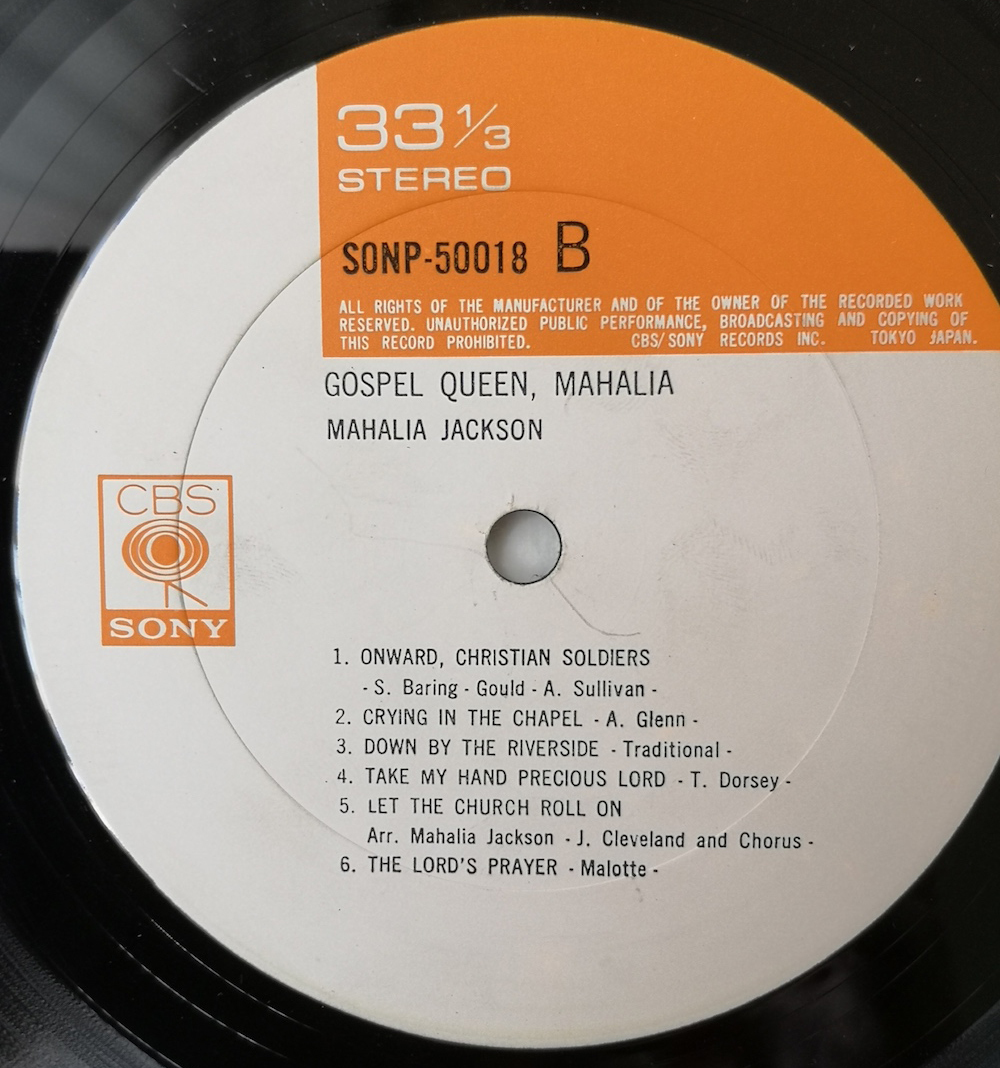 33 1/3
STEREO
SONP-50018 B
ALL RIGHTS OF THE MANUFACTURER AND OF THE OWNER OF THE RECORDED WORK
RESERVED. UNAUTHORIZED PUBLIC PERFORMANCE, BROADCASTING AND COPYING OF
THIS RECORD PROHIBITED. CBS/SONY RECORDS INC. TOKYO JAPAN.
GOSPEL QUEEN, MAHALIA
MAHALIA JACKSON
CBS
SONY
1. ONWARD, CHRISTIAN SOLDIERS
- S. Baring - Gould - A. Sullivan -
2. CRYING IN THE CHAPEL - A. Glenn -
3. DOWN BY THE RIVERSIDE - Traditional -
4. TAKE MY HAND PRECIOUS LORD - T. Dorsey -
5. LET THE CHURCH ROLL ON
Arr. Mahalia Jackson - J. Cleveland and Chorus -
6. THE LORD'S PRAYER - Malotte -